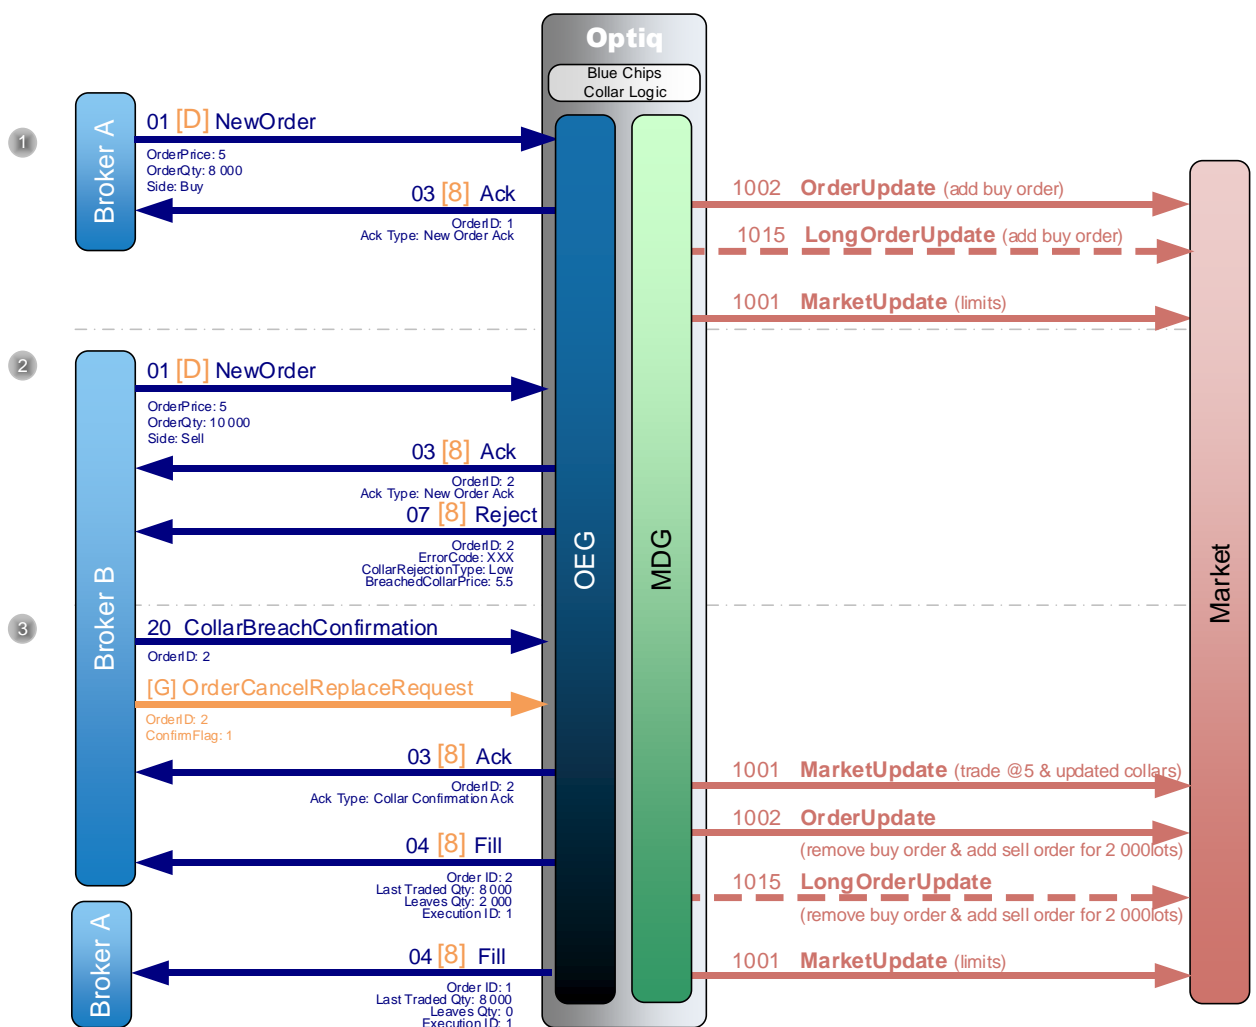 Optiq
Blue Chips
Collar Logic
1
Broker A
01 [D] NewOrder
OrderPrice: 5
OrderQty: 8 000
Side: Buy
03 [8] Ack
OrderID: 1
Ack Type: New Order Ack
1002 OrderUpdate (add buy order)
1015 LongOrderUpdate (add buy order)
1001 MarketUpdate (limits)
2
Broker B
01 [D] NewOrder
OrderPrice: 5
OrderQty: 10 000
Side: Sell
03 [8] Ack
OrderID: 2
Ack Type: New Order Ack
07 [8] Reject
OrderID: 2
ErrorCode: XXX
CollarRejectionType: Low
BreachedCollarPrice: 5.5
OEG
MDG
Market
3
20 CollarBreachConfirmation
OrderID: 2
[G] OrderCancelReplaceRequest
OrderID: 2
ConfirmFlag: 1
03 [8] Ack
OrderID: 2
Ack Type: Collar Confirmation Ack
1001 MarketUpdate (trade @5 & updated collars)
1002 OrderUpdate
(remove buy order & add sell order for 2 000lots)
04 [8] Fill
Order ID: 2
Last Traded Qty: 8 000
Leaves Qty: 2 000
Execution ID: 1
1015 LongOrderUpdate
(remove buy order & add sell order for 2 000lots)
Broker A
04 [8] Fill
Order ID: 1
Last Traded Qty: 8 000
Leaves Qty: 0
Execution ID: 1
1001 MarketUpdate (limits)